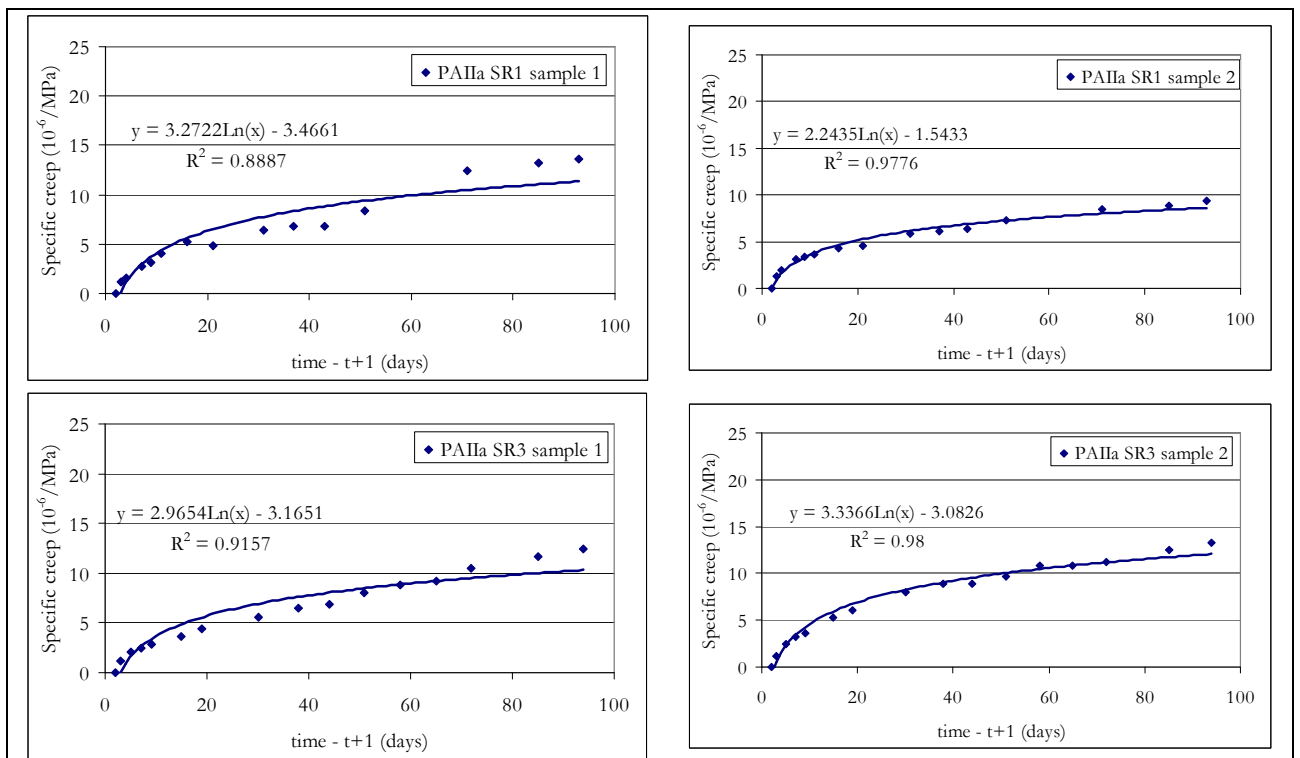 PAIIa SR1 sample 1
y = 3.2722Ln(x) - 3.4661
R² = 0.8887
Specific creep (10⁻⁶/MPa)
25
20
15
10
5
0
0 20 40 60 80 100
time - t+1 (days)
PAIIa SR1 sample 2
y = 2.2435Ln(x) - 1.5433
R² = 0.9776
Specific creep (10⁻⁶/MPa)
25
20
15
10
5
0
0 20 40 60 80 100
time - t+1 (days)
PAIIa SR3 sample 1
y = 2.9654Ln(x) - 3.1651
R² = 0.9157
Specific creep (10⁻⁶/MPa)
25
20
15
10
5
0
0 20 40 60 80 100
time - t+1 (days)
PAIIa SR3 sample 2
y = 3.3366Ln(x) - 3.0826
R² = 0.98
Specific creep (10⁻⁶/MPa)
25
20
15
10
5
0
0 20 40 60 80 100
time - t+1 (days)